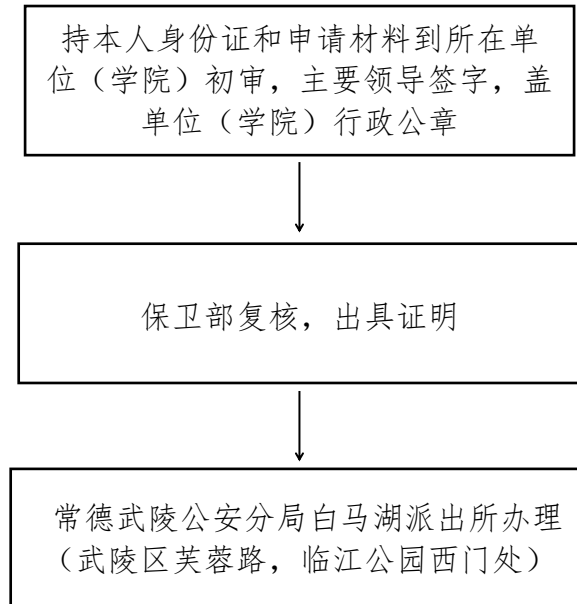 持本人身份证和申请材料到所在单
位（学院）初审，主要领导签字，盖
单位（学院）行政公章
保卫部复核，出具证明
常德武陵公安分局白马湖派出所办理
（武陵区芙蓉路，临江公园西门处）